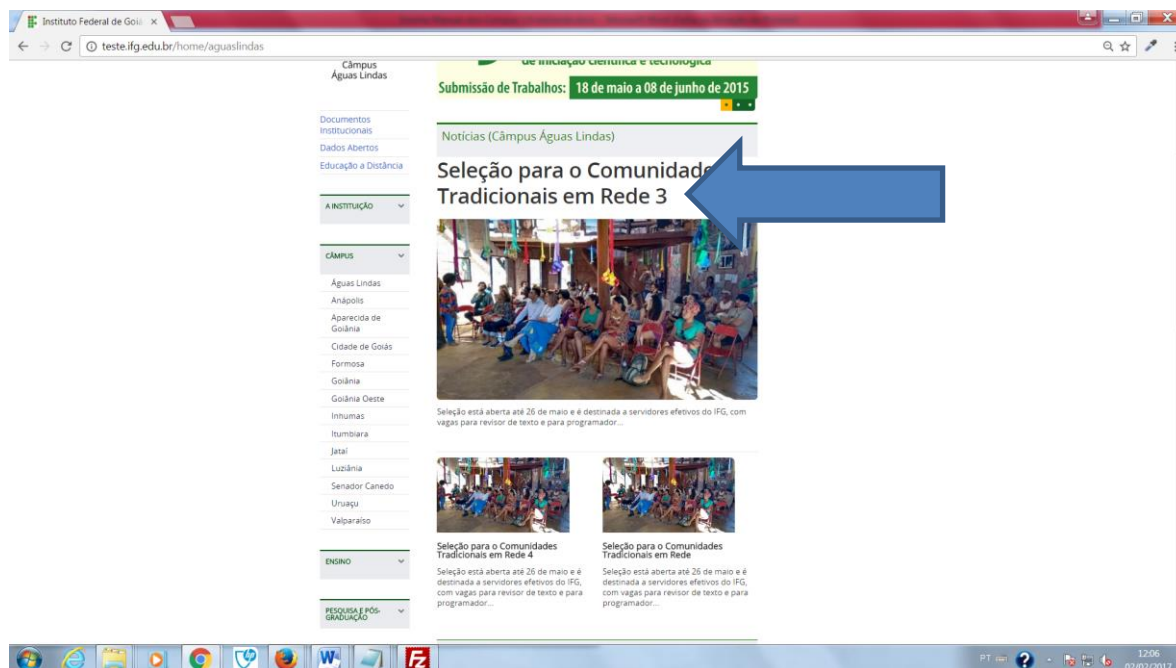 Instituto Federal de Goiá
teste.ifg.edu.br/home/aguaslindas
Câmpus
Águas Lindas
de iniciação científica e tecnológica
Submissão de Trabalhos: 18 de maio a 08 de junho de 2015
Documentos
Institucionais
Dados Abertos
Educação a Distância
A INSTITUIÇÃO
CÂMPUS
Águas Lindas
Anápolis
Aparecida de
Goiânia
Cidade de Goiás
Formosa
Goiânia
Goiânia Oeste
Inhumas
Itumbiara
Jataí
Luziânia
Senador Canedo
Uruaçu
Valparaíso
ENSINO
PESQUISA E PÓS-
GRADUAÇÃO
Notícias (Câmpus Águas Lindas)
Seleção para o Comunidade
Tradicionais em Rede 3
Seleção está aberta até 26 de maio e é destinada a servidores efetivos do IFG, com
vagas para revisor de texto e para programador...
Seleção para o Comunidades
Tradicionais em Rede 4
Seleção está aberta até 26 de maio e é
destinada a servidores efetivos do IFG,
com vagas para revisor de texto e para
programador...
Seleção para o Comunidades
Tradicionais em Rede
Seleção está aberta até 26 de maio e é
destinada a servidores efetivos do IFG,
com vagas para revisor de texto e para
programador...
PT
12:06
02/02/2017